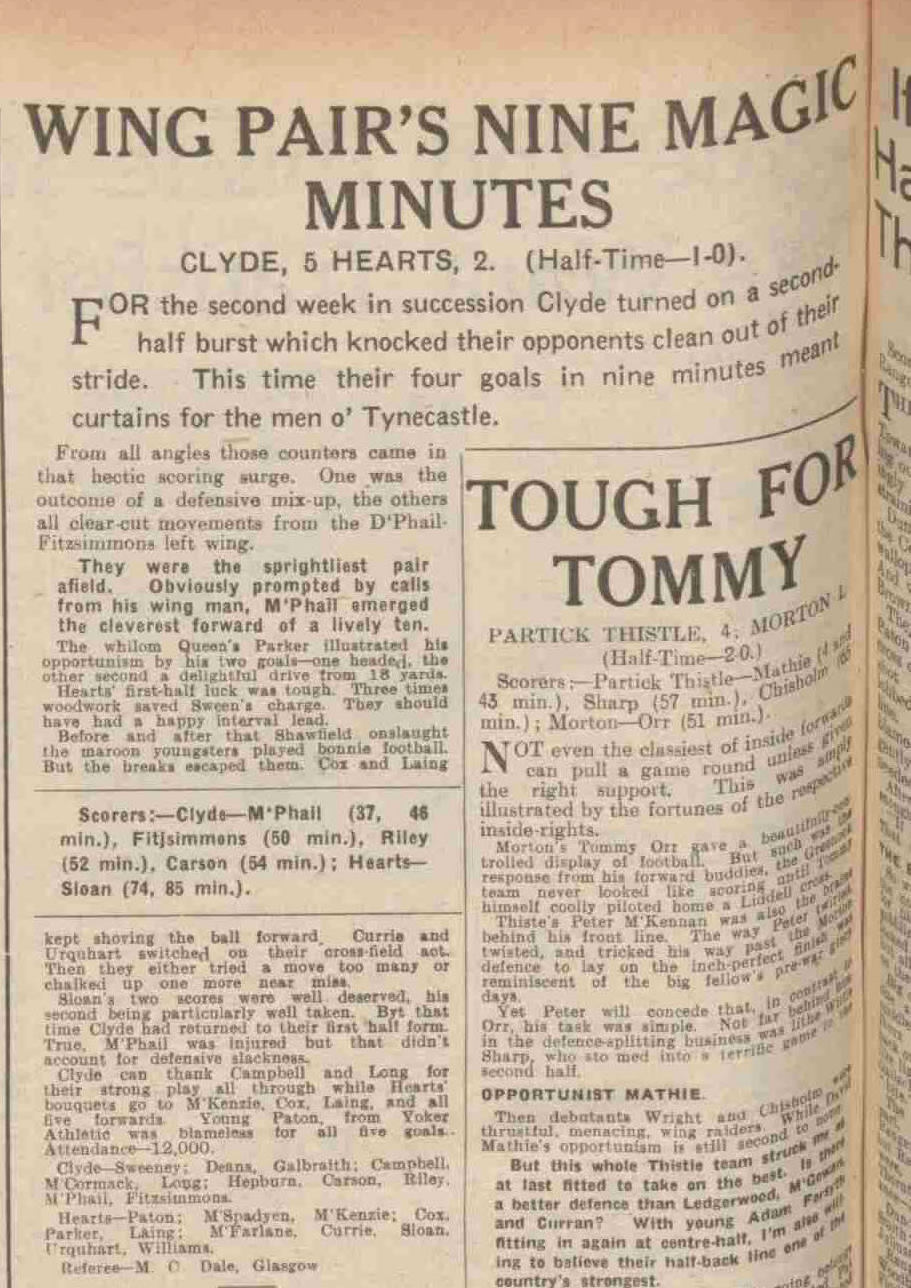 WING PAIR'S NINE MAGIC
MINUTES
CLYDE, 5 HEARTS, 2. (Half-Time—1-0).
FOR the second week in succession Clyde turned on a second-
half burst which knocked their opponents clean out of their
stride. This time their four goals in nine minutes meant
curtains for the men o' Tynecastle.
From all angles those counters came in
that hectic scoring surge. One was the
outcome of a defensive mix-up, the others
all clear-cut movements from the D'Phail-
Fitzsimmons left wing.
They were the sprightliest pair
afield. Obviously prompted by calls
from his wing man, M'Phail emerged
the cleverest forward of a lively ten.
The whilom Queen's Parker illustrated his
opportunism by his two goals—one headed, the
other second a delightful drive from 18 yards.
Hearts' first-half luck was tough. Three times
woodwork saved Sween's charge. They should
have had a happy interval lead.
Before and after that Shawfield onslaught
the maroon youngsters played bonnie football.
But the breaks escaped them. Cox and Laing
Scorers:—Clyde—M'Phail (37, 46
min.), Fitjsimmons (50 min.), Riley
(52 min.), Carson (54 min.); Hearts—
Sloan (74, 85 min.).
kept shoving the ball forward. Currie and
Urquhart switched on their cross-field act.
Then they either tried a move too many or
chalked up one more near miss.
Sloan's two scores were well deserved, his
second being particularly well taken. Byt that
time Clyde had returned to their first half form.
True, M'Phail was injured but that didn't
account for defensive slackness.
Clyde can thank Campbell and Long for
their strong play all through while Hearts'
bouquets go to M'Kenzie, Cox, Laing, and all
five forwards. Young Paton, from Yoker
Athletic was blameless for all five goals.
Attendance—12,000.
Clyde—Sweeney; Deans, Galbraith; Campbell,
M'Cormack, Long; Hepburn, Carson, Riley,
M'Phail, Fitzsimmons.
Hearts—Paton; M'Spadyen, M'Kenzie; Cox,
Parker, Laing; M'Farlane, Currie, Sloan,
Urquhart, Williams.
Referee—M. C. Dale, Glasgow
TOUGH FOR
TOMMY
PARTICK THISTLE, 4; MORTON 1.
(Half-Time—2-0.)
Scorers:—Partick Thistle—Mathie (4 and
43 min.), Sharp (57 min.), Chisholm (65
min.); Morton—Orr (51 min.).
NOT even the classiest of inside forwards
can pull a game round unless given
the right support. This was amply
illustrated by the fortunes of the respective
inside-rights.
Morton's Tommy Orr gave a beautifully-con
trolled display of football. But such was the
response from his forward buddies, the Greenock
team never looked like scoring until Tommy
himself coolly piloted home a Liddell cross.
Thiste's Peter M'Kennan was also the brains
behind his front line. The way Peter twirled,
twisted, and tricked his way past the Morton
defence to lay on the inch-perfect finish was
reminiscent of the big fellow's pre-war
days.
Yet Peter will concede that, in contrast to
Orr, his task was simple. Not far behind him
in the defence-splitting business was lithe Willie
Sharp, who sto med into a terrific game in the
second half.
OPPORTUNIST MATHIE.
Then debutants Wright and Chisholm were
thrustful, menacing, wing raiders. While David
Mathie's opportunism is still second to none.
But this whole Thistle team struck me as
at last fitted to take on the best. Is there
a better defence than Ledgerwood, M'Gowan
and Curran? With young Adam Forsyth
fitting in again at centre-half, I'm also will-
ing to believe their half-back line one of the
country's strongest.
If
Ha
Th